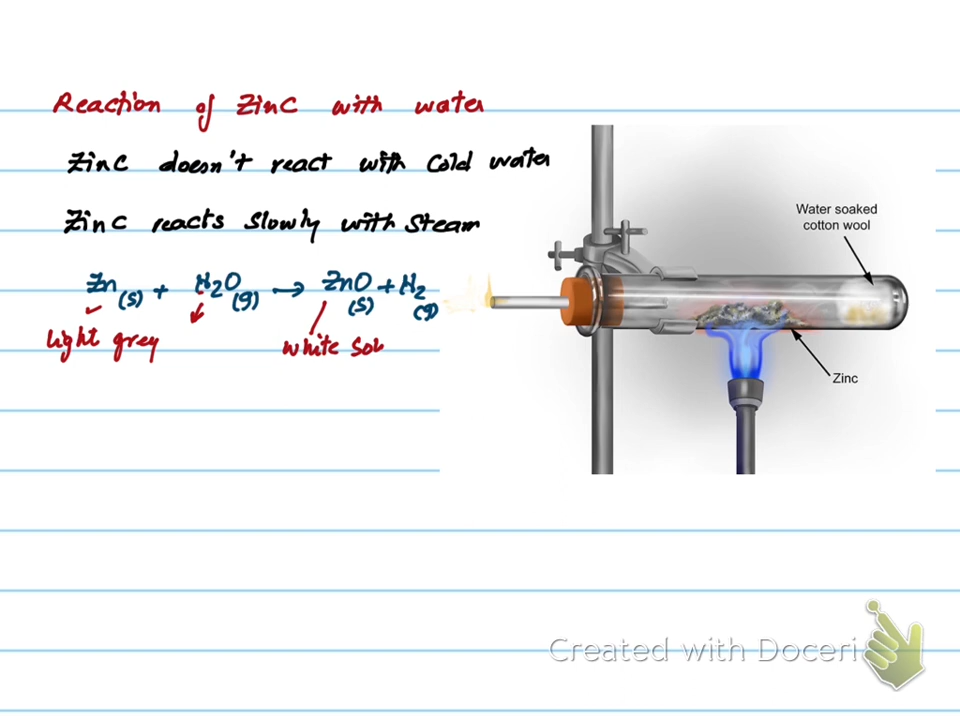 Reaction of Zinc with water
Zinc doesn't react with cold water
Zinc reacts slowly with steam
Zn(s) + H2O(g) → ZnO(s) + H2(g)
light grey white sol
Water soaked
cotton wool
Zinc
Created with Doceri